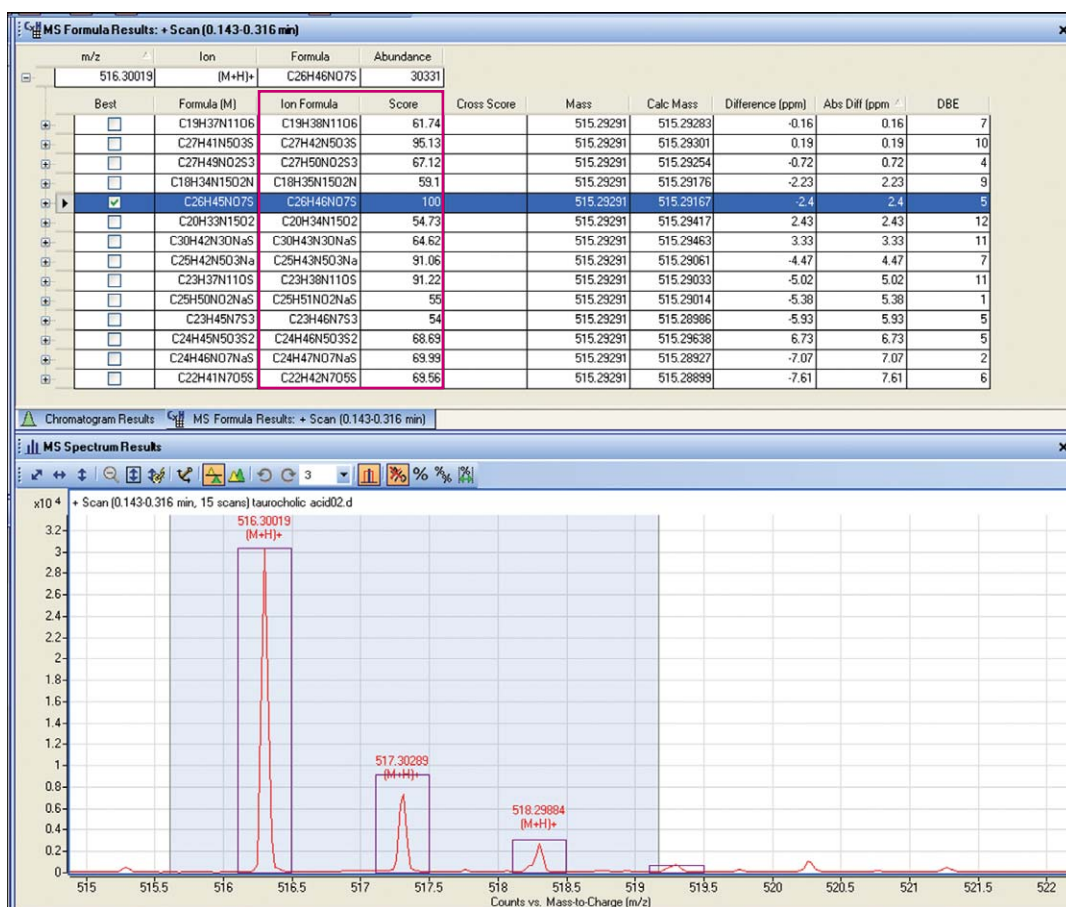 MS Formula Results: + Scan (0.143-0.316 min)
m/z Ion Formula Abundance
516.30019 (M+H)+ C26H46NO7S 30331
Best Formula (M) Ion Formula Score Cross Score Mass Calc Mass Difference (ppm) Abs Diff (ppm DBE
C19H37N11O6 C19H38N11O6 61.74 515.29291 515.29283 -0.16 0.16 7
C27H41N5O3S C27H42N5O3S 95.13 515.29291 515.29301 0.19 0.19 10
C27H49NO2S3 C27H50NO2S3 67.12 515.29291 515.29254 -0.72 0.72 4
C18H34N15O2N C18H35N15O2N 59.1 515.29291 515.29176 -2.23 2.23 9
C26H45NO7S C26H46NO7S 100 515.29291 515.29167 -2.4 2.4 5
C20H33N15O2 C20H34N15O2 54.73 515.29291 515.29417 2.43 2.43 12
C30H42N3ONaS C30H43N3ONaS 64.62 515.29291 515.29463 3.33 3.33 11
C25H42N5O3Na C25H43N5O3Na 91.06 515.29291 515.29061 -4.47 4.47 7
C23H37N11OS C23H38N11OS 91.22 515.29291 515.29033 -5.02 5.02 11
C25H50NO2NaS C25H51NO2NaS 55 515.29291 515.29014 -5.38 5.38 1
C23H45N7S3 C23H46N7S3 54 515.29291 515.28986 -5.93 5.93 5
C24H45N5O3S2 C24H46N5O3S2 68.69 515.29291 515.29638 6.73 6.73 5
C24H46NO7NaS C24H47NO7NaS 69.99 515.29291 515.28927 -7.07 7.07 2
C22H41N7O5S C22H42N7O5S 69.56 515.29291 515.28899 -7.61 7.61 6
Chromatogram Results MS Formula Results: + Scan (0.143-0.316 min)
MS Spectrum Results
3 % % %
x10 4 + Scan (0.143-0.316 min, 15 scans) taurocholic acid02.d
516.30019
(M+H)+
3.2
3
2.8
2.6
2.4
2.2
2
1.8
1.6
1.4
1.2
517.30289
1
(M+H)+
0.8
518.29884
0.6
(M+H)+
0.4
0.2
0
515 515.5 516 516.5 517 517.5 518 518.5 519 519.5 520 520.5 521 521.5 522
Counts vs. Mass-to-Charge (m/z)